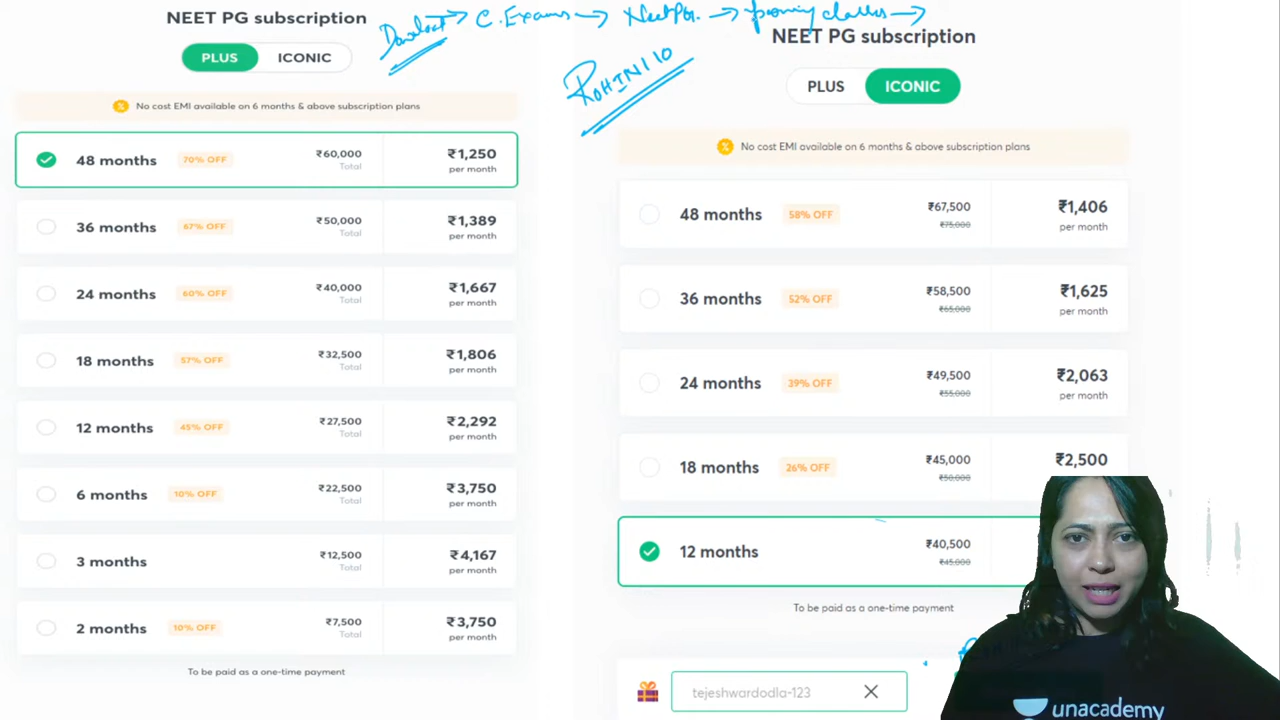 NEET PG subscription
PLUS ICONIC
No cost EMI available on 6 months & above subscription plans
48 months 70% OFF ₹60,000 Total ₹1,250 per month
36 months 67% OFF ₹50,000 Total ₹1,389 per month
24 months 60% OFF ₹40,000 Total ₹1,667 per month
18 months 57% OFF ₹32,500 Total ₹1,806 per month
12 months 45% OFF ₹27,500 Total ₹2,292 per month
6 months 10% OFF ₹22,500 Total ₹3,750 per month
3 months ₹12,500 Total ₹4,167 per month
2 months 10% OFF ₹7,500 Total ₹3,750 per month
To be paid as a one-time payment
→ C. Exams → Neet PG. → classes →
ROHINI 10
NEET PG subscription
PLUS ICONIC
No cost EMI available on 6 months & above subscription plans
48 months 58% OFF ₹67,500 ₹75,000 ₹1,406 per month
36 months 52% OFF ₹58,500 ₹65,000 ₹1,625 per month
24 months 39% OFF ₹49,500 ₹55,000 ₹2,063 per month
18 months 26% OFF ₹45,000 ₹50,000 ₹2,500
12 months ₹40,500 ₹45,000
To be paid as a one-time payment
tejeshwardodla-123
unacademy